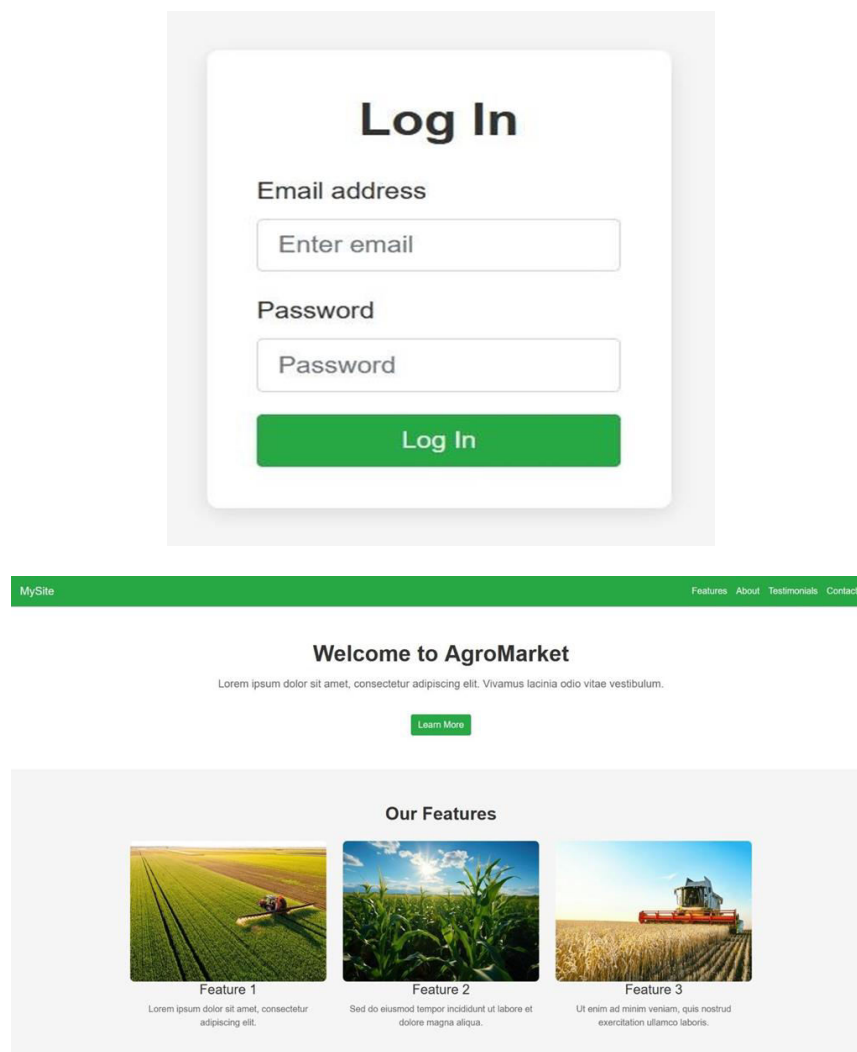 Log In
Email address
Enter email
Password
Password
Log In
MySite
Features About Testimonials Contact
Welcome to AgroMarket
Lorem ipsum dolor sit amet, consectetur adipiscing elit. Vivamus lacinia odio vitae vestibulum.
Learn More
Our Features
Feature 1
Lorem ipsum dolor sit amet, consectetur
adipiscing elit.
Feature 2
Sed do eiusmod tempor incididunt ut labore et
dolore magna aliqua.
Feature 3
Ut enim ad minim veniam, quis nostrud
exercitation ullamco laboris.